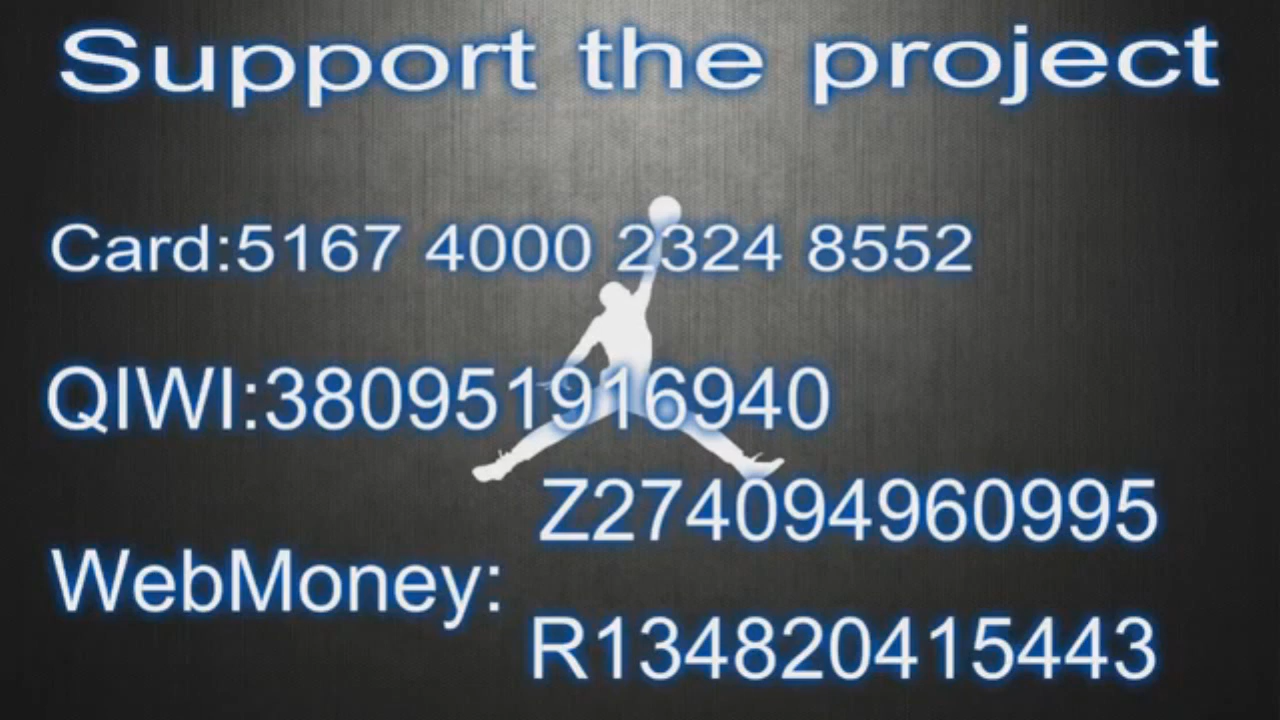 Support the project
Card:5167 4000 2324 8552
QIWI:380951916940
Z274094960995
WebMoney:
R134820415443